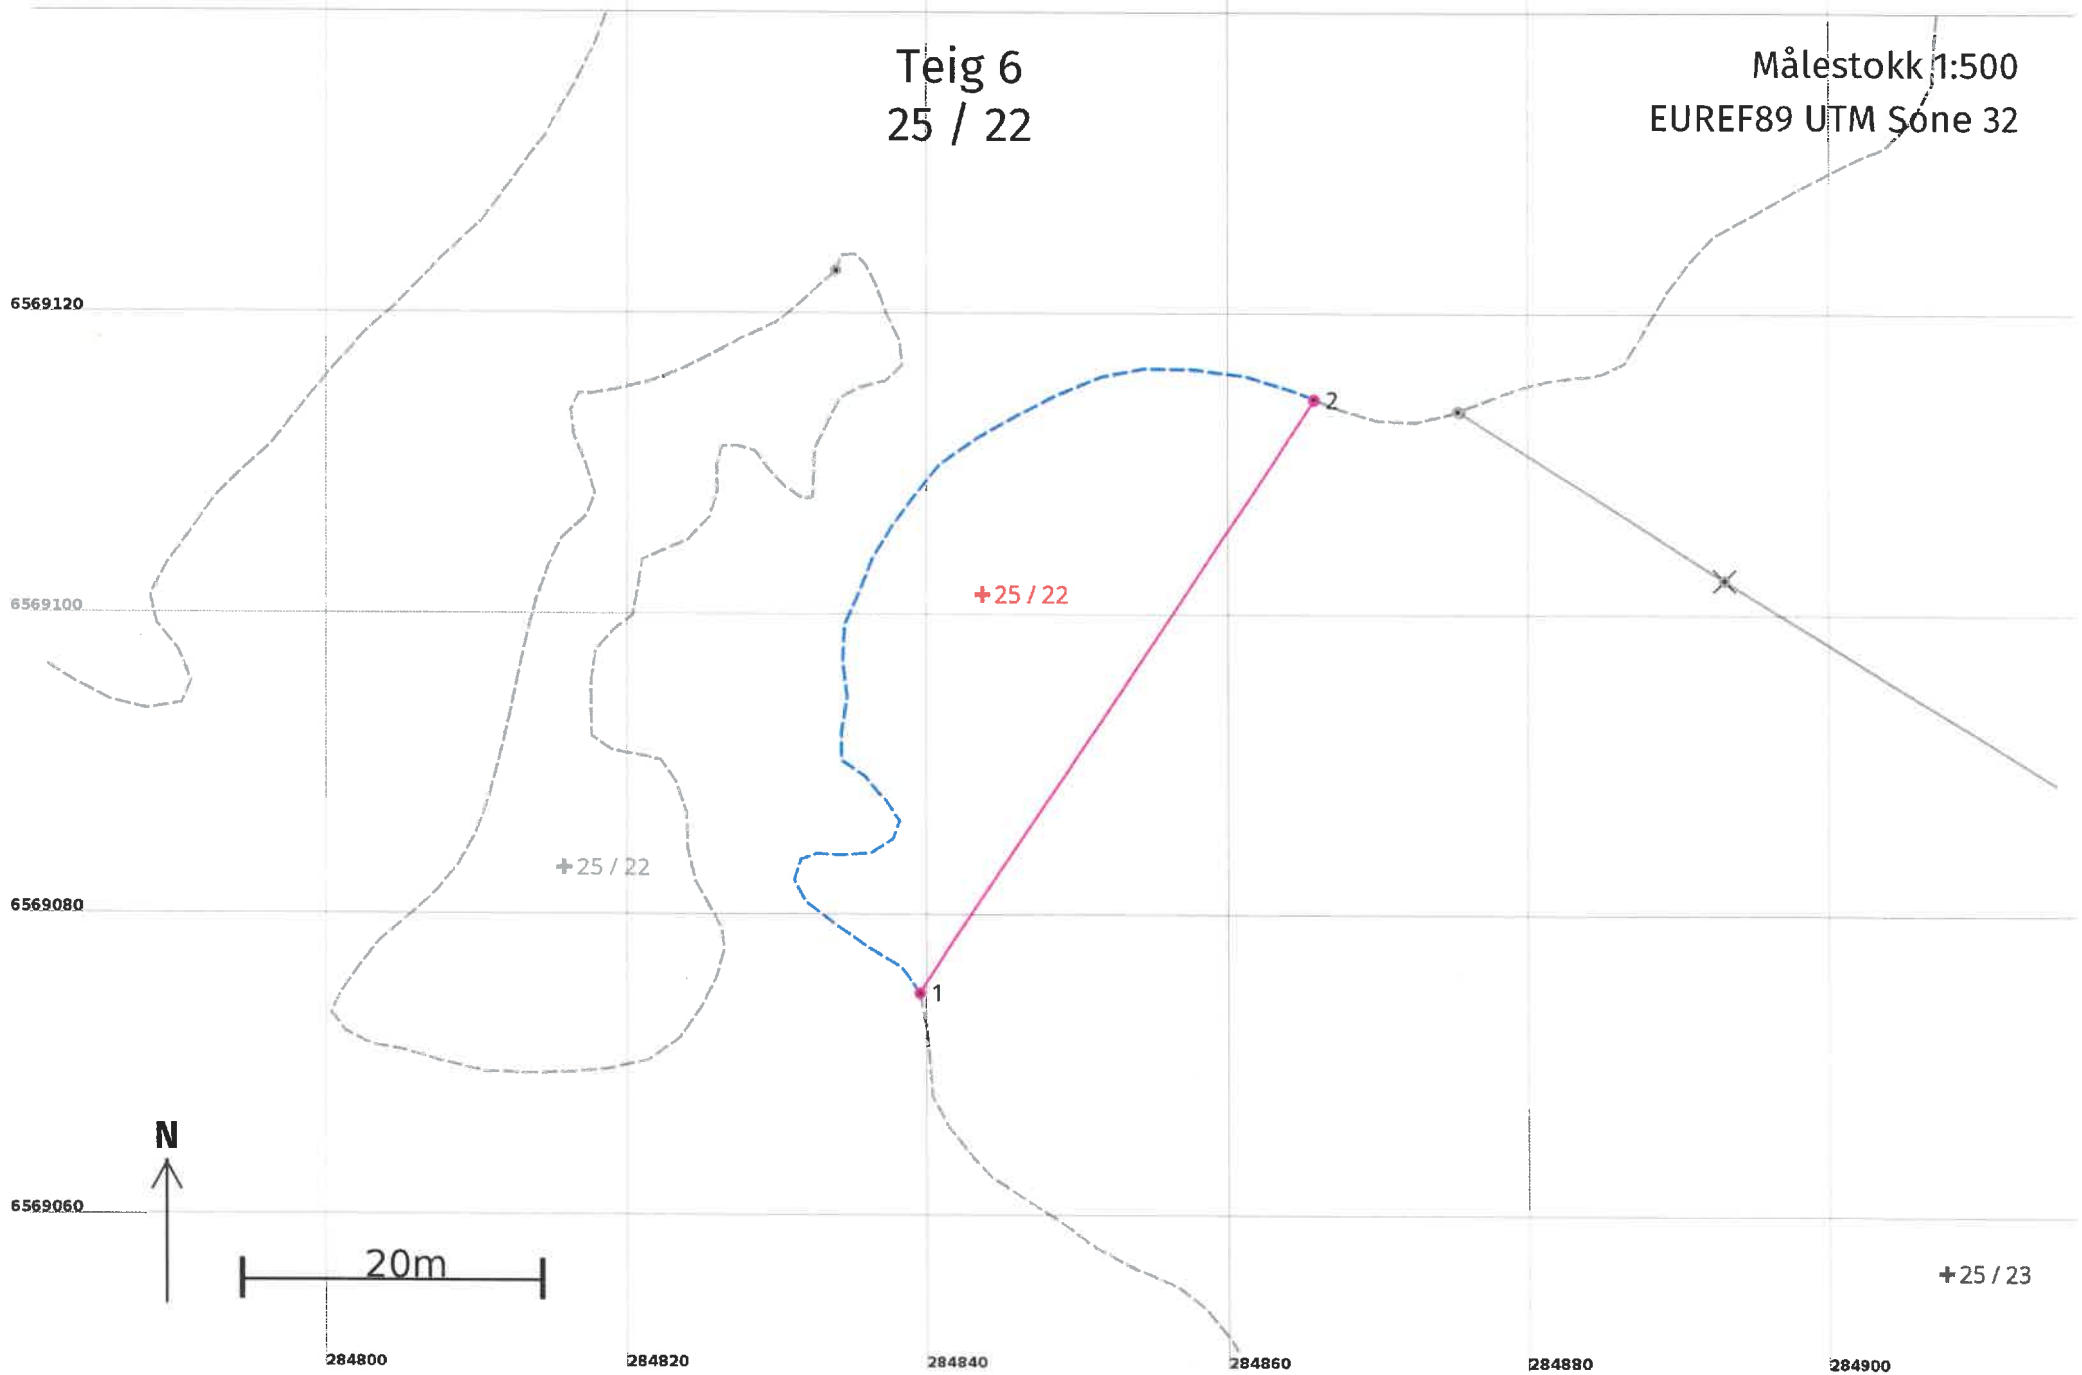 Teig 6
25 / 22
Målestokk 1:500
EUREF89 UTM Sone 32
6569120
2
6569100
+25 / 22
+25 / 22
6569080
1
N
6569060
20m
+25 / 23
284800
284820
284840
284860
284880
284900